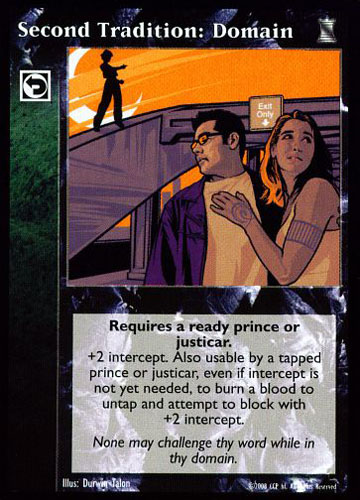 Second Tradition: Domain
Exit
Only
Requires a ready prince or
justicar.
+2 intercept. Also usable by a tapped
prince or justicar, even if intercept is
not yet needed, to burn a blood to
untap and attempt to block with
+2 intercept.
None may challenge thy word while in
thy domain.
Illus: Durwin Talon
Reserved